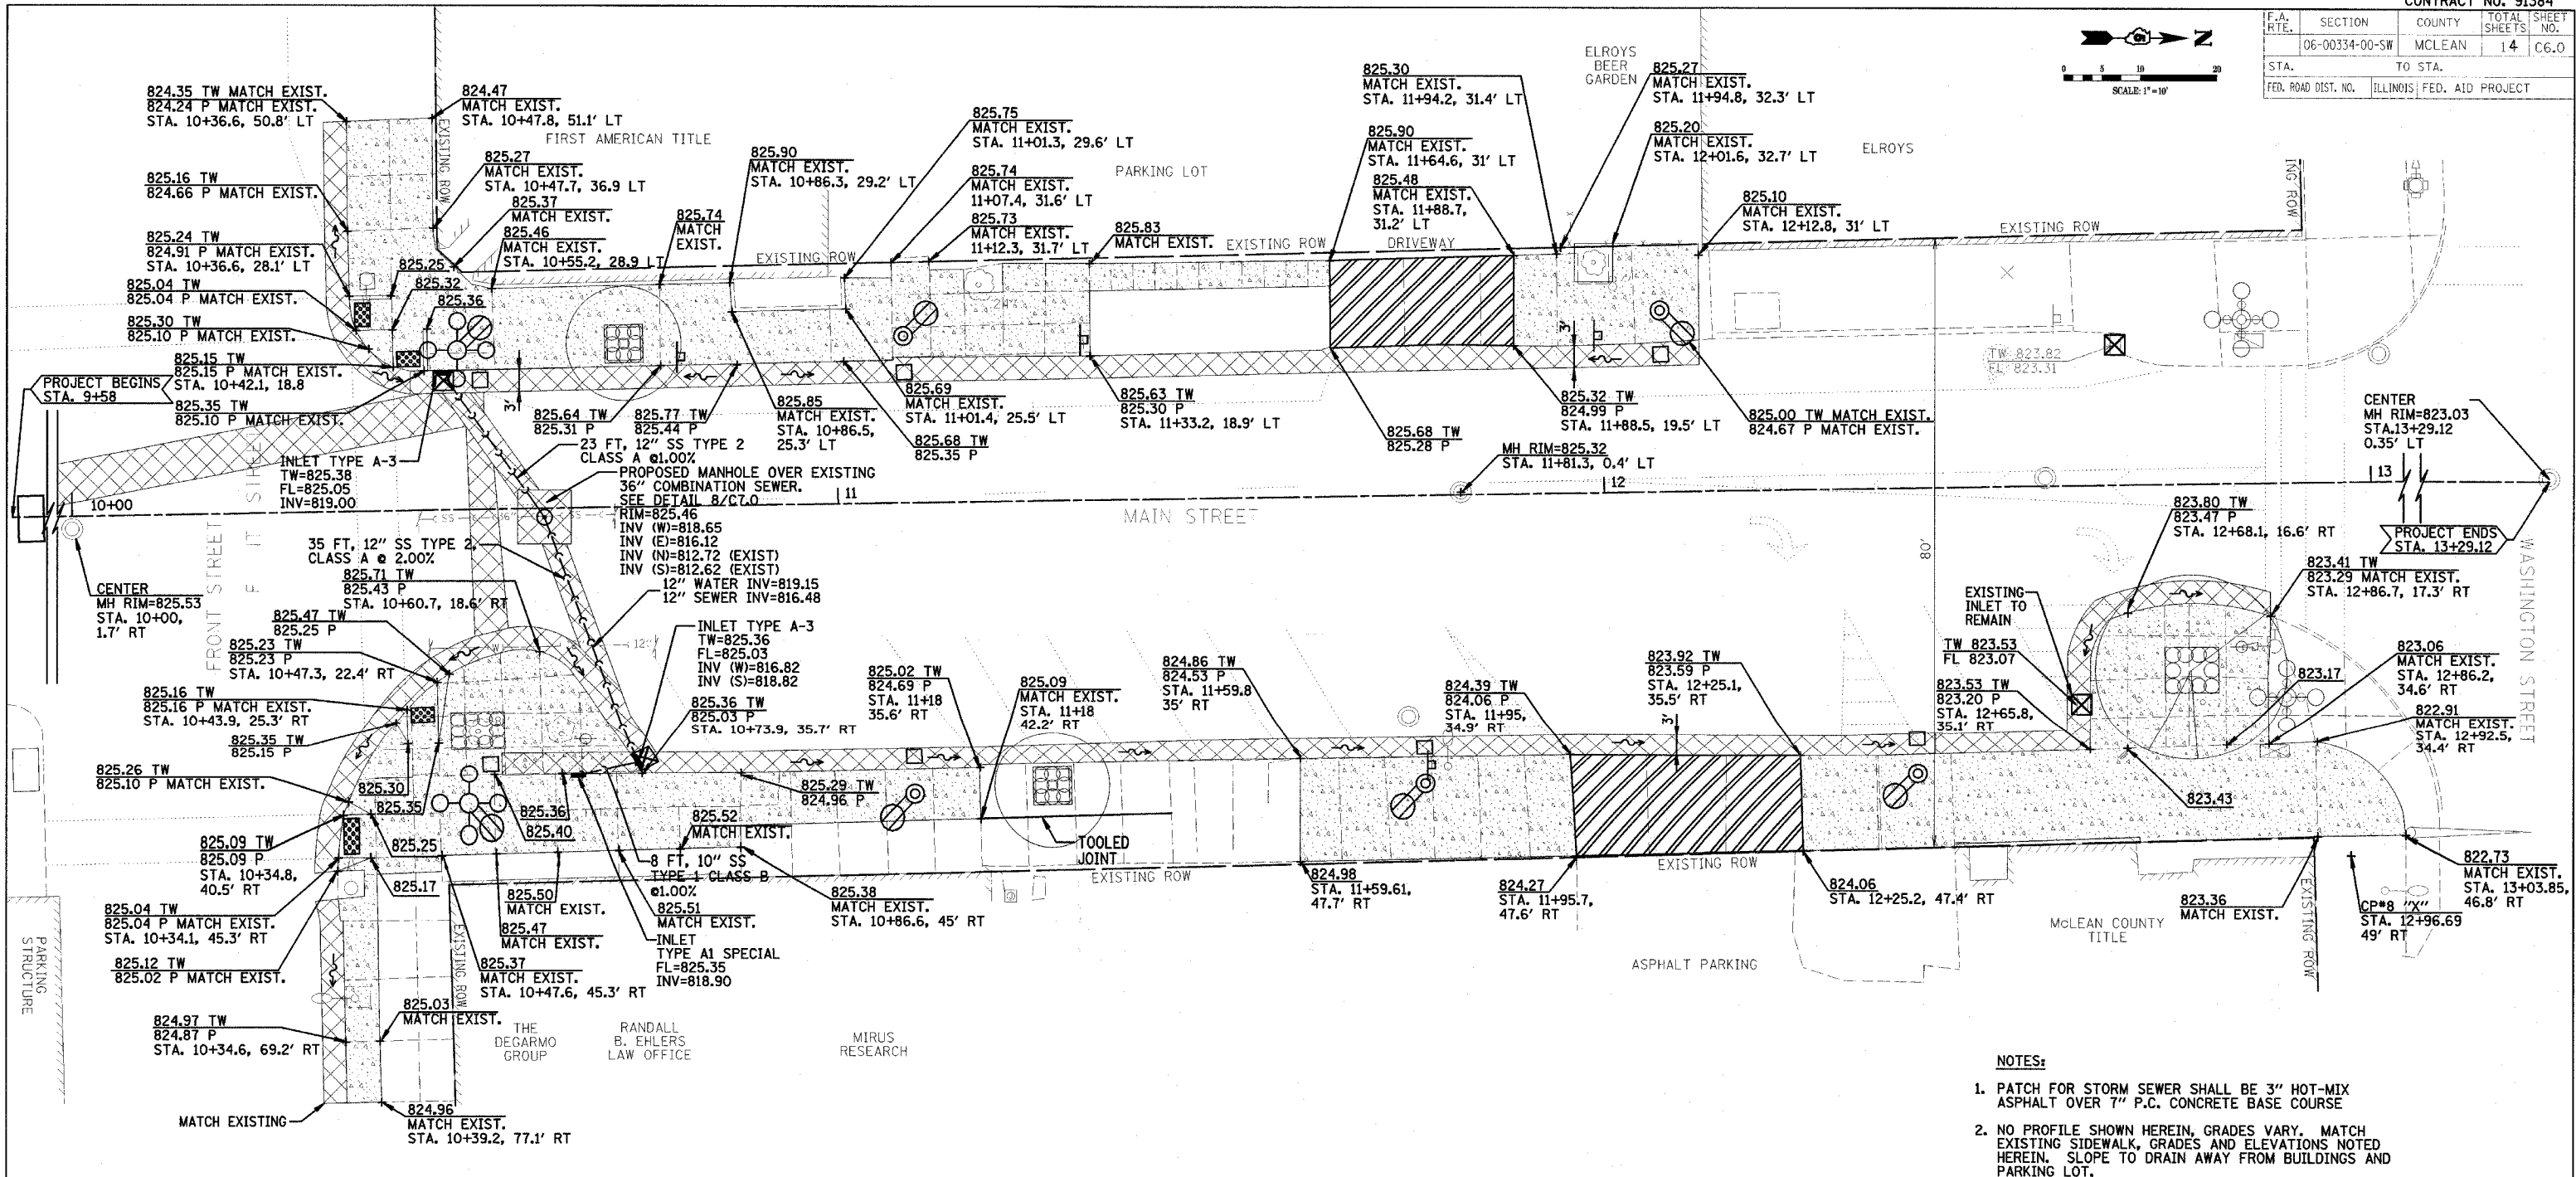 CONTRACT NO. 91384
F.A. RTE.
SECTION
COUNTY
TOTAL SHEETS
SHEET NO.
06-00334-00-SW
MCLEAN
14
C6.0
STA.
TO STA.
FED. ROAD DIST. NO.
ILLINOIS
FED. AID PROJECT
N
0 5 10 20
SCALE: 1"=10'
824.35 TW MATCH EXIST.
824.24 P MATCH EXIST.
STA. 10+36.6, 50.8' LT
824.47
MATCH EXIST.
STA. 10+47.8, 51.1' LT
EXISTING ROW
FIRST AMERICAN TITLE
825.16 TW
824.66 P MATCH EXIST.
825.27
MATCH EXIST.
STA. 10+47.7, 36.9 LT
825.37
MATCH EXIST.
825.46
MATCH EXIST.
STA. 10+55.2, 28.9 LT
825.74
MATCH
EXIST.
825.90
MATCH EXIST.
STA. 10+86.3, 29.2' LT
825.75
MATCH EXIST.
STA. 11+01.3, 29.6' LT
825.74
MATCH EXIST.
11+07.4, 31.6' LT
825.73
MATCH EXIST.
11+12.3, 31.7' LT
PARKING LOT
825.83
MATCH EXIST.
EXISTING ROW
EXISTING ROW
DRIVEWAY
825.30
MATCH EXIST.
STA. 11+94.2, 31.4' LT
825.90
MATCH EXIST.
STA. 11+64.6, 31' LT
825.48
MATCH EXIST.
STA. 11+88.7,
31.2' LT
ELROYS
BEER
GARDEN
825.27
MATCH EXIST.
STA. 11+94.8, 32.3' LT
825.20
MATCH EXIST.
STA. 12+01.6, 32.7' LT
825.10
MATCH EXIST.
STA. 12+12.8, 31' LT
ELROYS
EXISTING ROW
ING ROW
825.24 TW
824.91 P MATCH EXIST.
STA. 10+36.6, 28.1' LT
825.25
825.32
825.36
825.04 TW
825.04 P MATCH EXIST.
825.30 TW
825.10 P MATCH EXIST.
825.15 TW
825.15 P MATCH EXIST.
STA. 10+42.1, 18.8
825.35 TW
825.10 P MATCH EXIST.
PROJECT BEGINS
STA. 9+58
3'
825.64 TW
825.31 P
825.77 TW
825.44 P
825.85
MATCH EXIST.
STA. 10+86.5,
25.3' LT
825.69
MATCH EXIST.
STA. 11+01.4, 25.5' LT
825.68 TW
825.35 P
825.63 TW
825.30 P
STA. 11+33.2, 18.9' LT
825.68 TW
825.28 P
3'
825.32 TW
824.99 P
STA. 11+88.5, 19.5' LT
825.00 TW MATCH EXIST.
824.67 P MATCH EXIST.
TW 823.82
FL 823.31
CENTER
MH RIM=823.03
STA.13+29.12
0.35' LT
INLET TYPE A-3
TW=825.38
FL=825.05
INV=819.00
23 FT, 12" SS TYPE 2
CLASS A @1.00%
PROPOSED MANHOLE OVER EXISTING
36" COMBINATION SEWER.
SEE DETAIL 8/C7.0
RIM=825.46
INV (W)=818.65
INV (E)=816.12
INV (N)=812.72 (EXIST)
INV (S)=812.62 (EXIST)
MH RIM=825.32
STA. 11+81.3, 0.4' LT
10+00
11
12
13
MAIN STREET
FRONT STREET
WASHINGTON STREET
CENTER
MH RIM=825.53
STA. 10+00,
1.7' RT
35 FT, 12" SS TYPE 2,
CLASS A @ 2.00%
12" WATER INV=819.15
12" SEWER INV=816.48
12"
825.71 TW
825.43 P
STA. 10+60.7, 18.6' RT
825.47 TW
825.25 P
825.23 TW
825.23 P
STA. 10+47.3, 22.4' RT
825.16 TW
825.16 P MATCH EXIST.
STA. 10+43.9, 25.3' RT
825.35 TW
825.15 P
825.26 TW
825.10 P MATCH EXIST.
INLET TYPE A-3
TW=825.36
FL=825.03
INV (W)=816.82
INV (S)=818.82
825.36 TW
825.03 P
STA. 10+73.9, 35.7' RT
825.02 TW
824.69 P
STA. 11+18
35.6' RT
825.09
MATCH EXIST.
STA. 11+18
42.2' RT
824.86 TW
824.53 P
STA. 11+59.8
35' RT
824.39 TW
824.06 P
STA. 11+95,
34.9' RT
823.92 TW
823.59 P
STA. 12+25.1,
35.5' RT
3'
80'
EXISTING
INLET TO
REMAIN
TW 823.53
FL 823.07
823.53 TW
823.20 P
STA. 12+65.8,
35.1' RT
823.80 TW
823.47 P
STA. 12+68.1, 16.6' RT
PROJECT ENDS
STA. 13+29.12
823.41 TW
823.29 MATCH EXIST.
STA. 12+86.7, 17.3' RT
823.06
MATCH EXIST.
STA. 12+86.2,
34.6' RT
823.17
822.91
MATCH EXIST.
STA. 12+92.5,
34.4' RT
823.43
825.30
825.35
825.25
825.36
825.40
825.29 TW
824.96 P
825.52
MATCH EXIST.
TOOLED
JOINT
825.09 TW
825.09 P
STA. 10+34.8,
40.5' RT
825.17
825.04 TW
825.04 P MATCH EXIST.
STA. 10+34.1, 45.3' RT
825.12 TW
825.02 P MATCH EXIST.
825.50
MATCH EXIST.
825.47
MATCH EXIST.
825.37
MATCH EXIST.
STA. 10+47.6, 45.3' RT
8 FT, 10" SS
TYPE 1 CLASS B
@1.00%
825.51
MATCH EXIST.
INLET
TYPE A1 SPECIAL
FL=825.35
INV=818.90
825.38
MATCH EXIST.
STA. 10+86.6, 45' RT
EXISTING ROW
824.98
STA. 11+59.61,
47.7' RT
824.27
STA. 11+95.7,
47.6' RT
EXISTING ROW
824.06
STA. 12+25.2, 47.4' RT
823.36
MATCH EXIST.
EXISTING ROW
CP#8 "X"
STA. 12+96.69
49' RT
822.73
MATCH EXIST.
STA. 13+03.85,
46.8' RT
McLEAN COUNTY
TITLE
ASPHALT PARKING
PARKING
STRUCTURE
824.97 TW
824.87 P
STA. 10+34.6, 69.2' RT
825.03
MATCH EXIST.
EXISTING ROW
THE
DEGARMO
GROUP
RANDALL
B. EHLERS
LAW OFFICE
MIRUS
RESEARCH
MATCH EXISTING
824.96
MATCH EXIST.
STA. 10+39.2, 77.1' RT
NOTES:
1. PATCH FOR STORM SEWER SHALL BE 3" HOT-MIX
ASPHALT OVER 7" P.C. CONCRETE BASE COURSE
2. NO PROFILE SHOWN HEREIN, GRADES VARY. MATCH
EXISTING SIDEWALK, GRADES AND ELEVATIONS NOTED
HEREIN. SLOPE TO DRAIN AWAY FROM BUILDINGS AND
PARKING LOT.